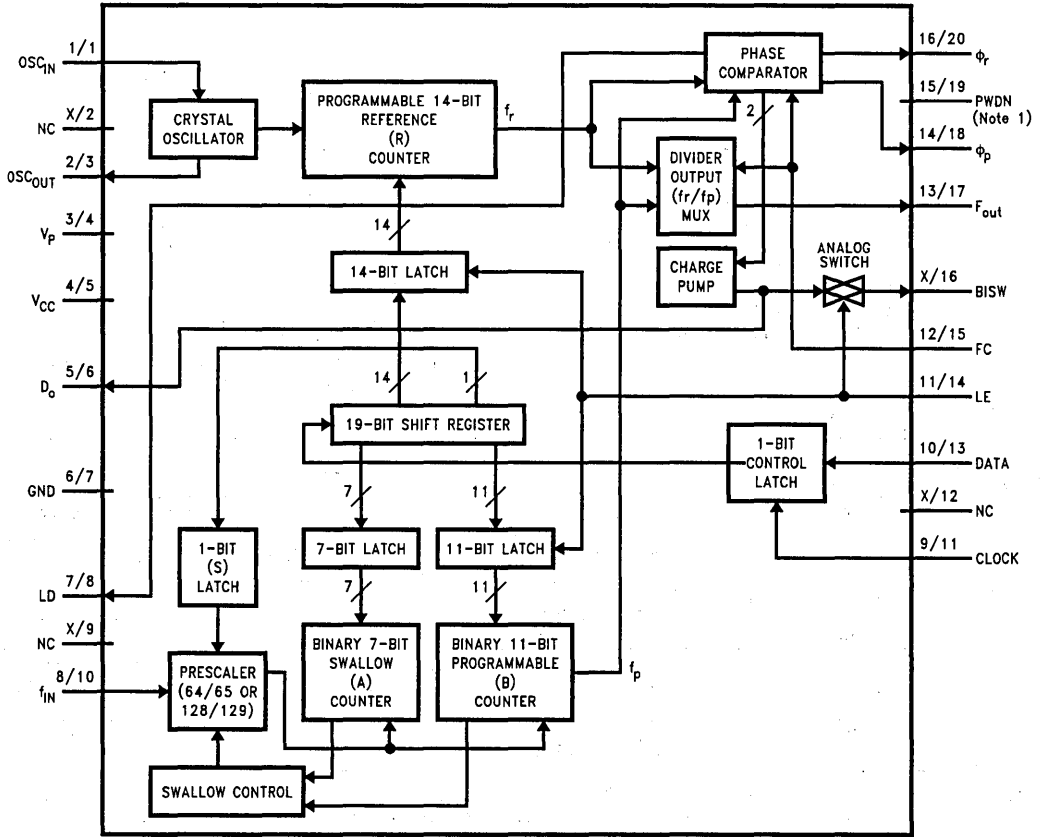 1/1
OSC_IN
X/2
NC
2/3
OSC_OUT
3/4
V_P
4/5
V_CC
5/6
D_o
6/7
GND
7/8
LD
X/9
NC
8/10
f_IN
CRYSTAL
OSCILLATOR
PROGRAMMABLE 14-BIT
REFERENCE
(R)
COUNTER
f_r
14
14-BIT LATCH
14
1
19-BIT SHIFT REGISTER
7
11
1-BIT
(S)
LATCH
7-BIT LATCH
11-BIT LATCH
7
11
PRESCALER
(64/65 OR
128/129)
BINARY 7-BIT
SWALLOW
(A)
COUNTER
BINARY 11-BIT
PROGRAMMABLE
(B)
COUNTER
f_p
SWALLOW CONTROL
PHASE
COMPARATOR
2
DIVIDER
OUTPUT
(fr/fp)
MUX
CHARGE
PUMP
ANALOG
SWITCH
1-BIT
CONTROL
LATCH
16/20
ϕ_r
15/19
PWDN
(Note 1)
14/18
ϕ_p
13/17
F_out
X/16
BISW
12/15
FC
11/14
LE
10/13
DATA
X/12
NC
9/11
CLOCK